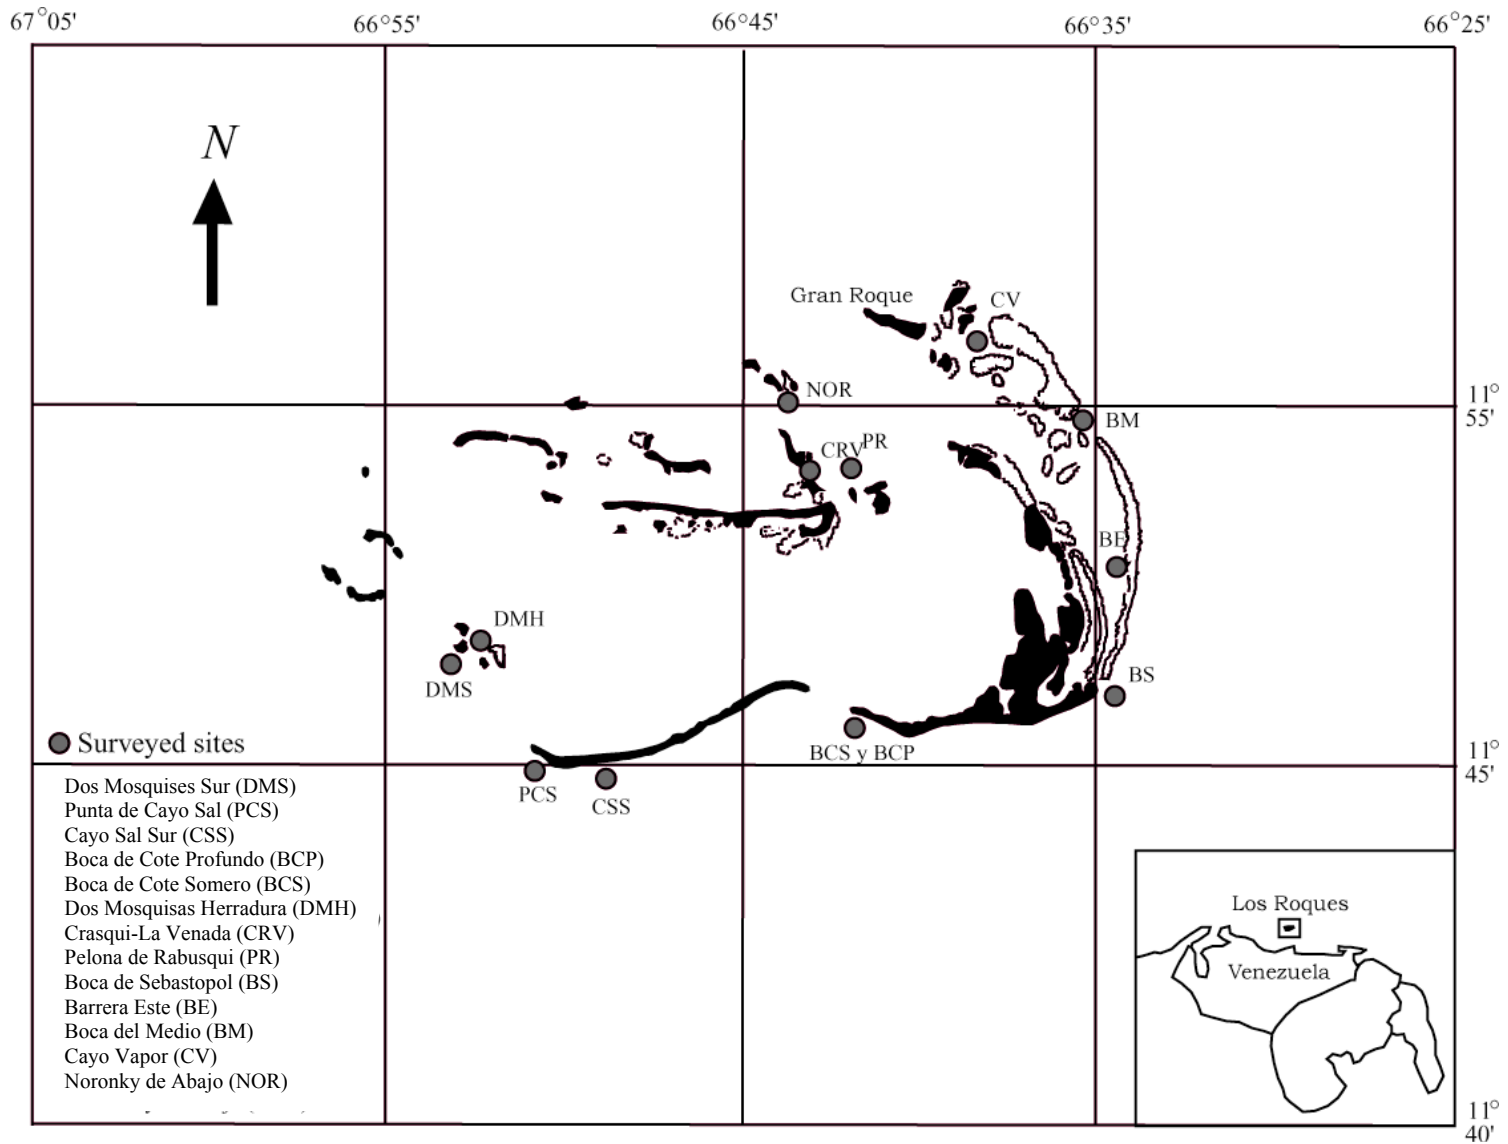 67°05'
66°55'
66°45'
66°35'
66°25'
N
Gran Roque
CV
NOR
11°
55'
BM
CRV
PR
BE
DMH
DMS
BS
Surveyed sites
BCS y BCP
11°
45'
PCS
CSS
Dos Mosquises Sur (DMS)
Punta de Cayo Sal (PCS)
Cayo Sal Sur (CSS)
Boca de Cote Profundo (BCP)
Boca de Cote Somero (BCS)
Dos Mosquisas Herradura (DMH)
Crasqui-La Venada (CRV)
Pelona de Rabusqui (PR)
Boca de Sebastopol (BS)
Barrera Este (BE)
Boca del Medio (BM)
Cayo Vapor (CV)
Noronky de Abajo (NOR)
Los Roques
Venezuela
11°
40'